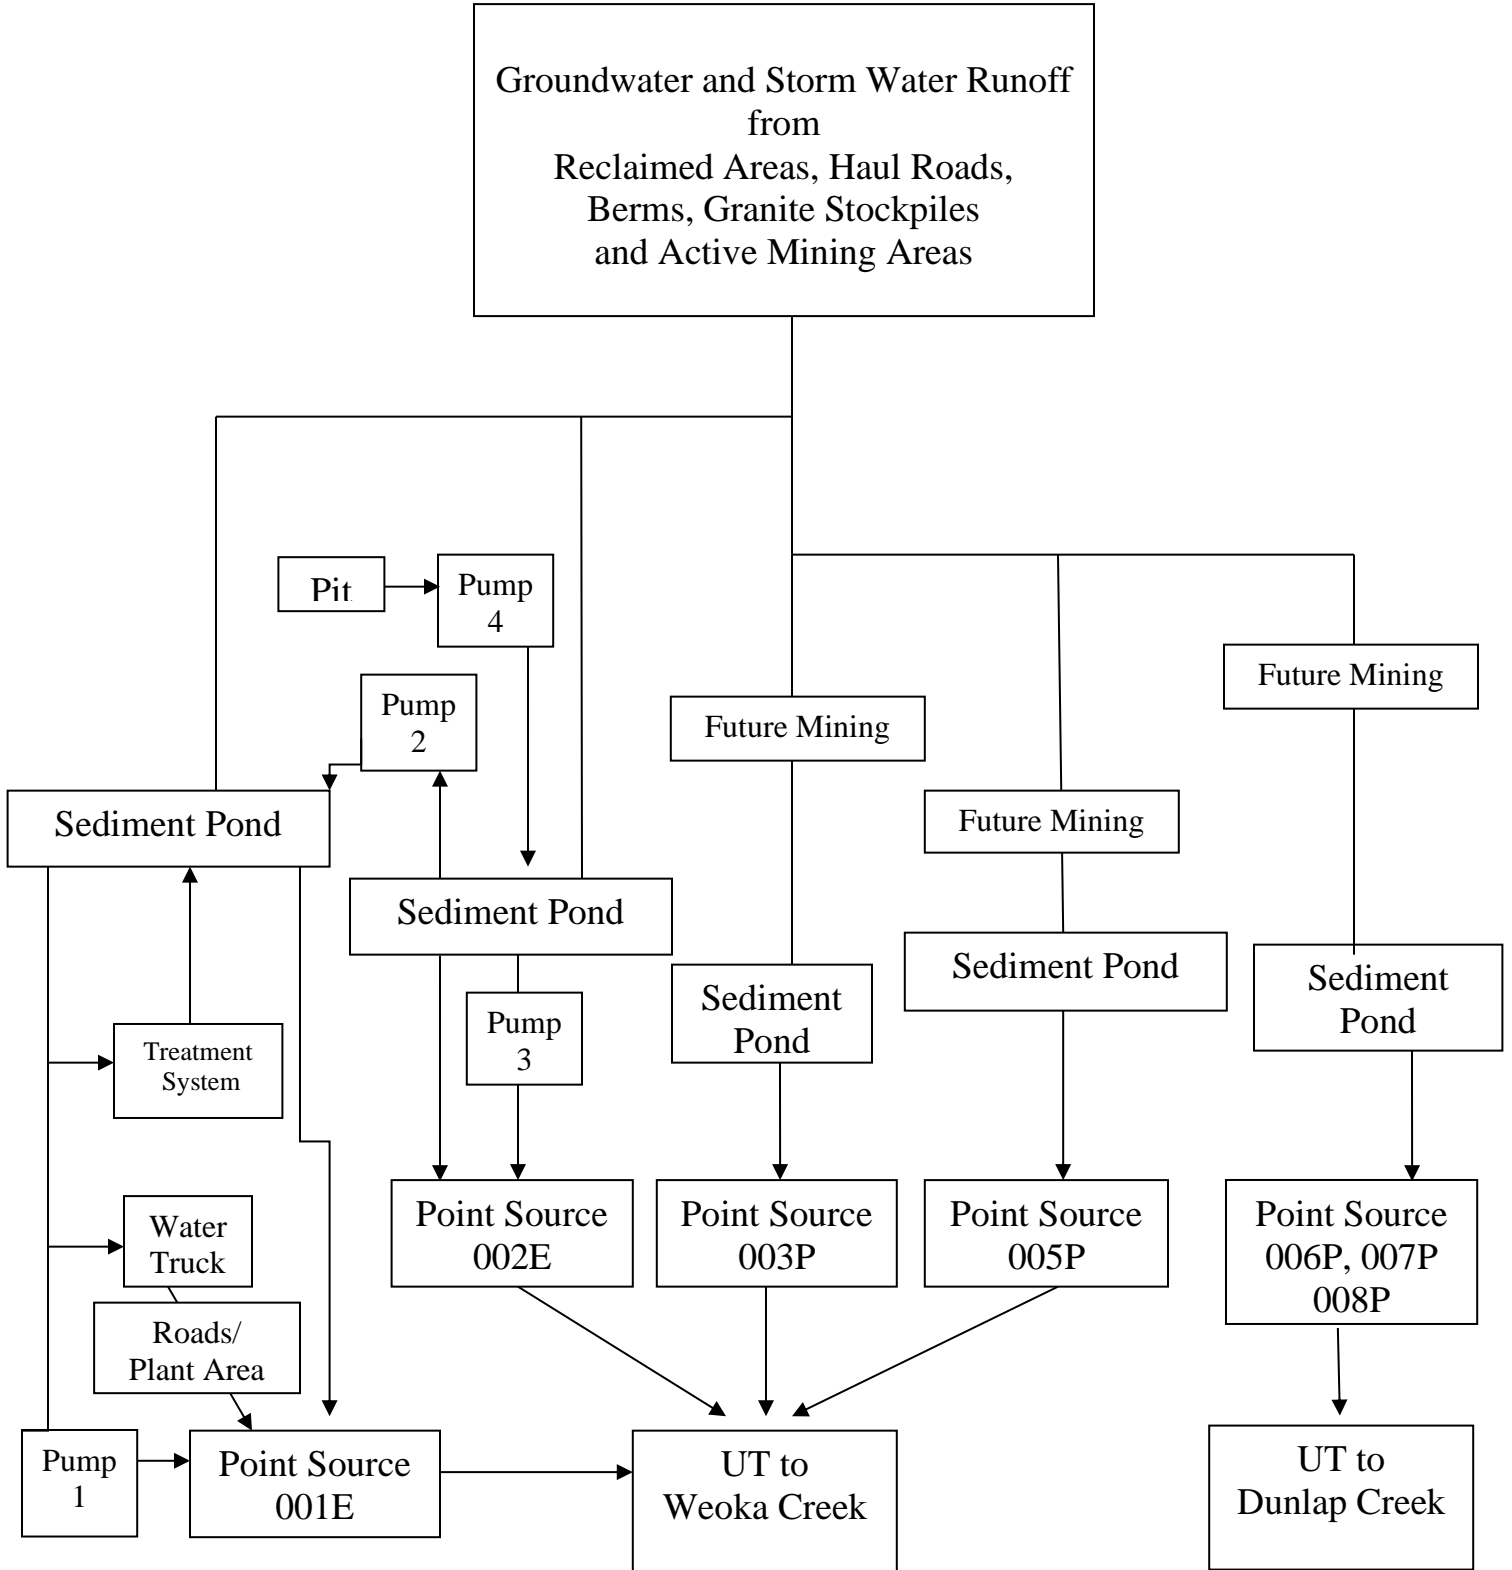 Groundwater and Storm Water Runoff
from
Reclaimed Areas, Haul Roads,
Berms, Granite Stockpiles
and Active Mining Areas
Pit
Pump
4
Pump
2
Future Mining
Future Mining
Sediment Pond
Future Mining
Sediment Pond
Sediment Pond
Sediment
Pond
Sediment
Pond
Pump
3
Treatment
System
Water
Truck
Point Source
002E
Point Source
003P
Point Source
005P
Point Source
006P, 007P
008P
Roads/
Plant Area
Pump
1
Point Source
001E
UT to
Weoka Creek
UT to
Dunlap Creek